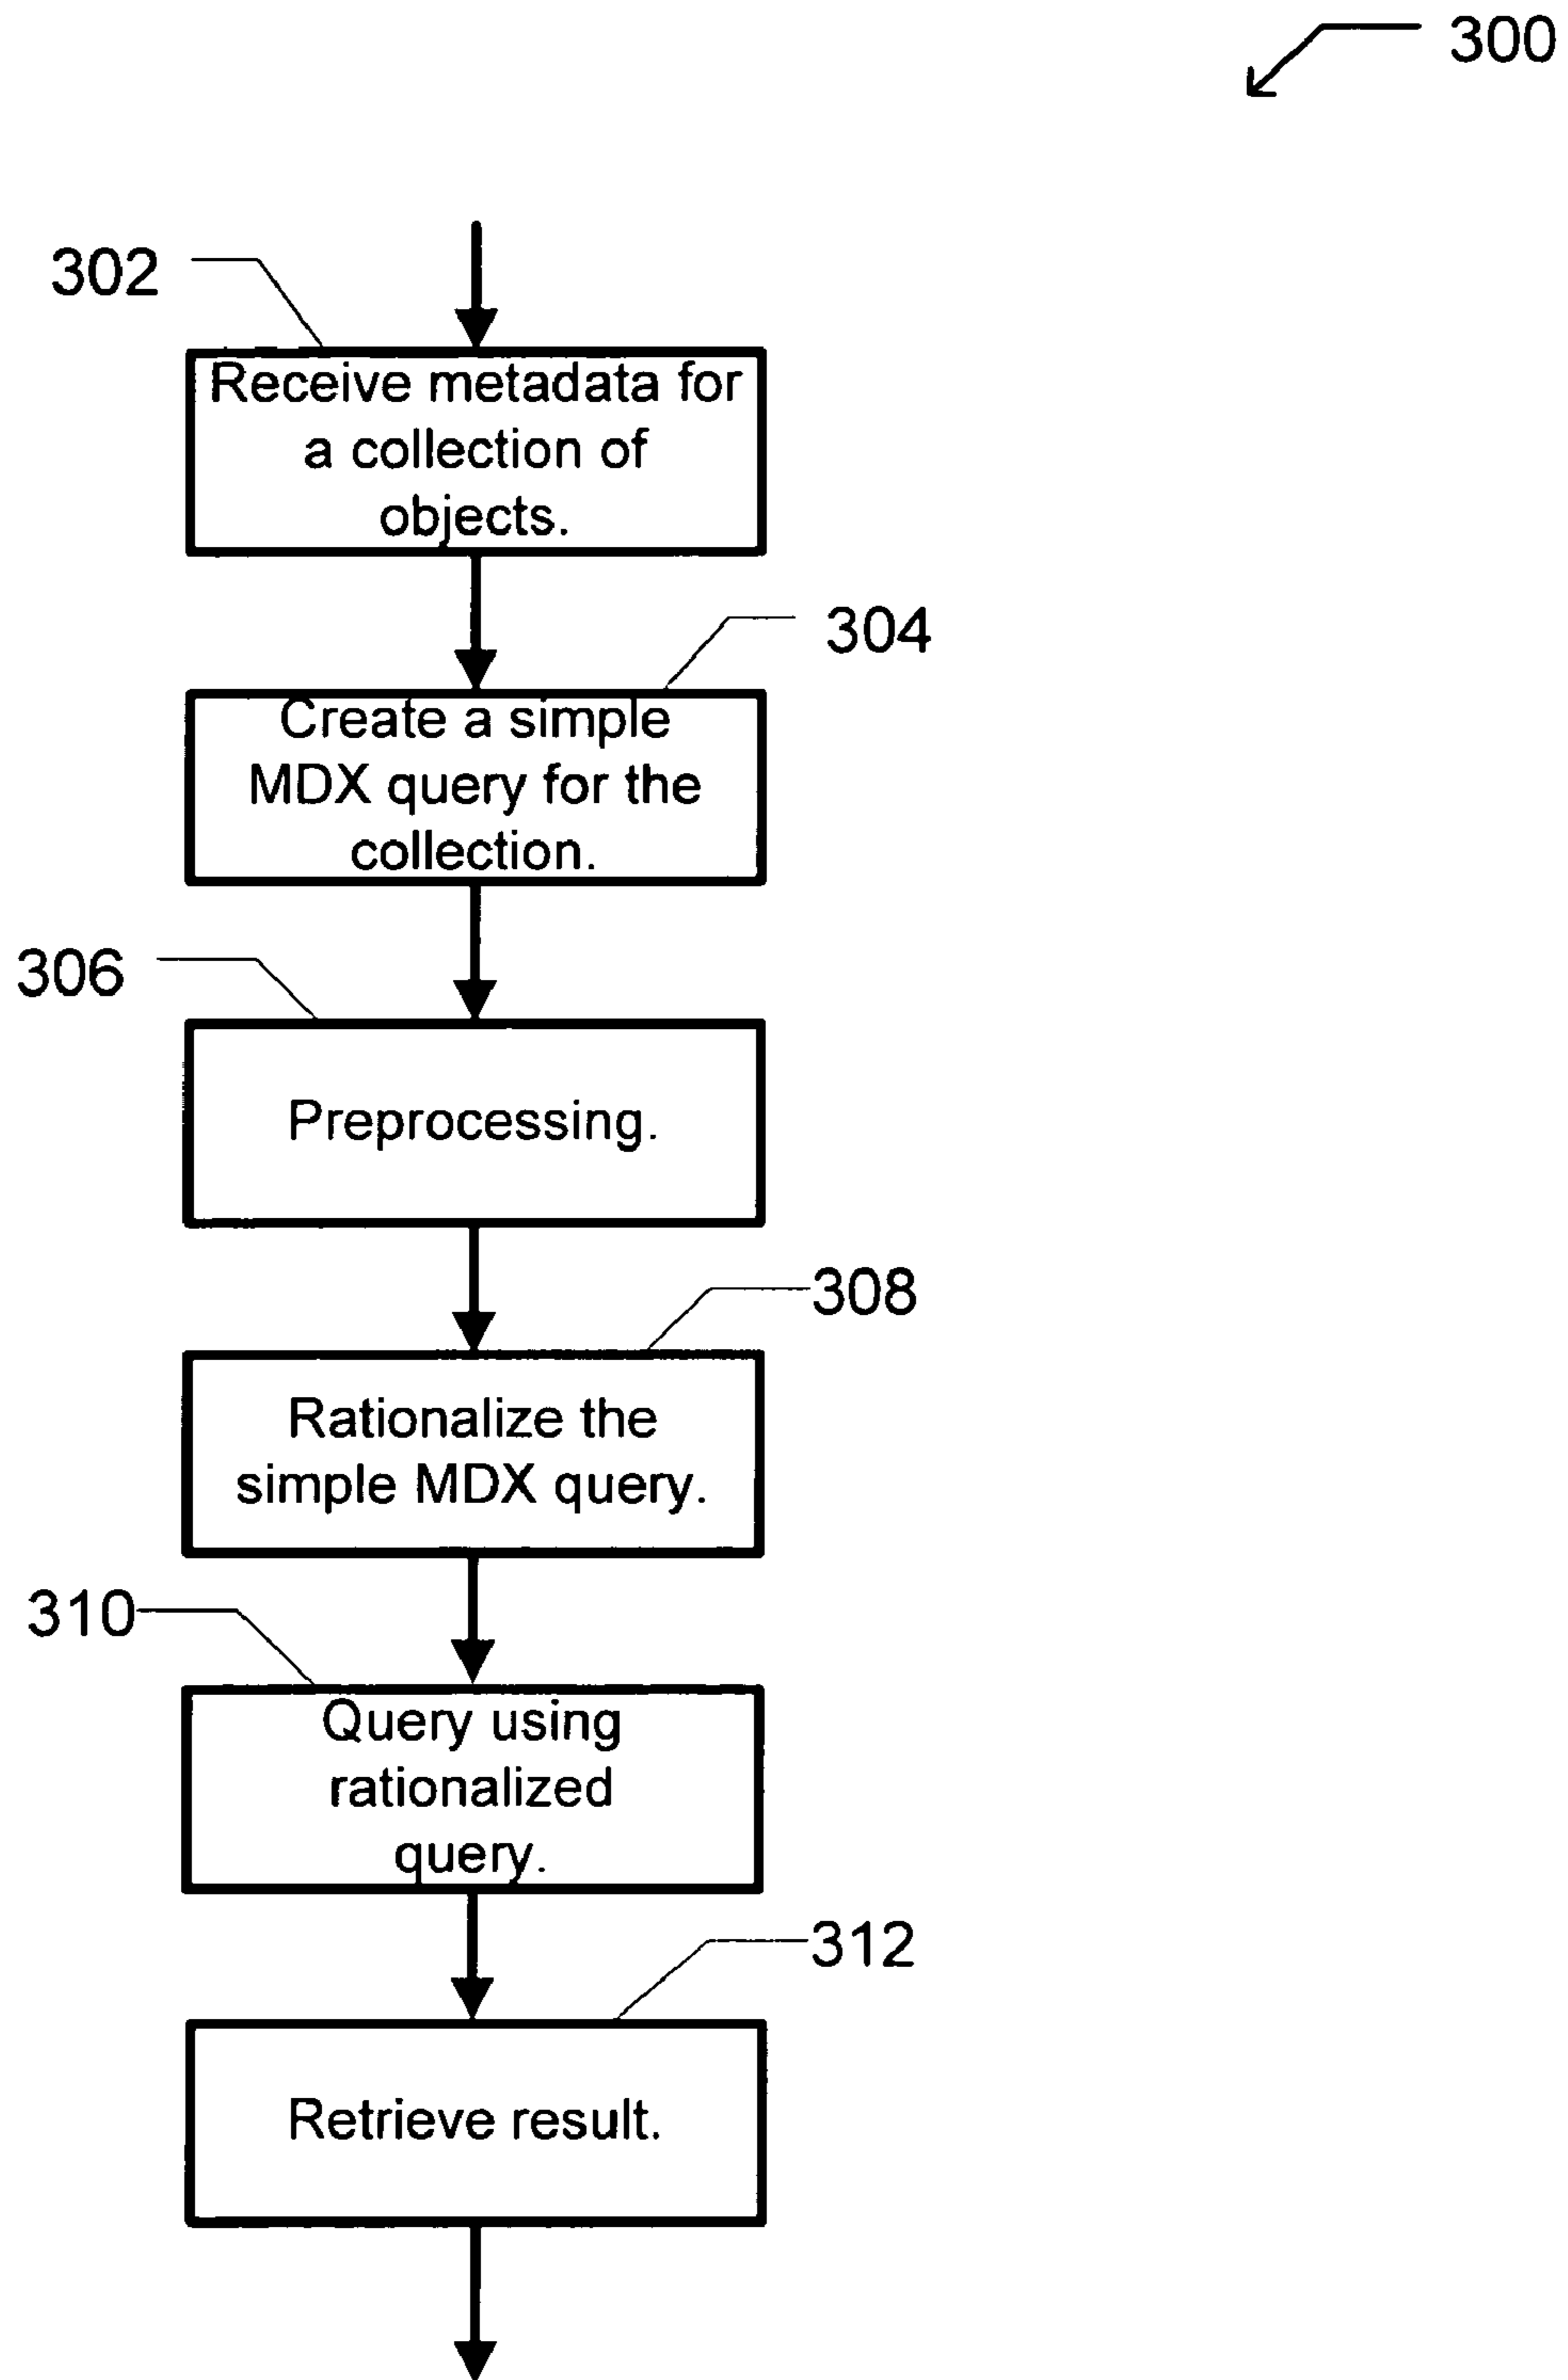 300
302
Receive metadata for
a collection of
objects.
304
Create a simple
MDX query for the
collection.
306
Preprocessing.
308
Rationalize the
simple MDX query.
310
Query using
rationalized
query.
312
Retrieve result.